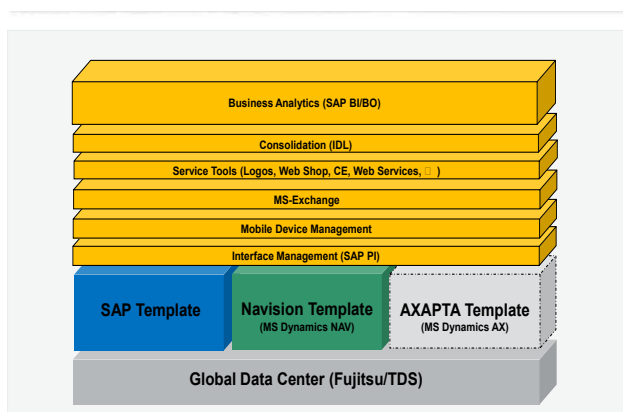 Business Analytics (SAP BI/BO)
Consolidation (IDL)
Service Tools (Logos, Web Shop, CE, Web Services, )
MS-Exchange
Mobile Device Management
Interface Management (SAP PI)
SAP Template
Navision Template
(MS Dynamics NAV)
AXAPTA Template
(MS Dynamics AX)
Global Data Center (Fujitsu/TDS)